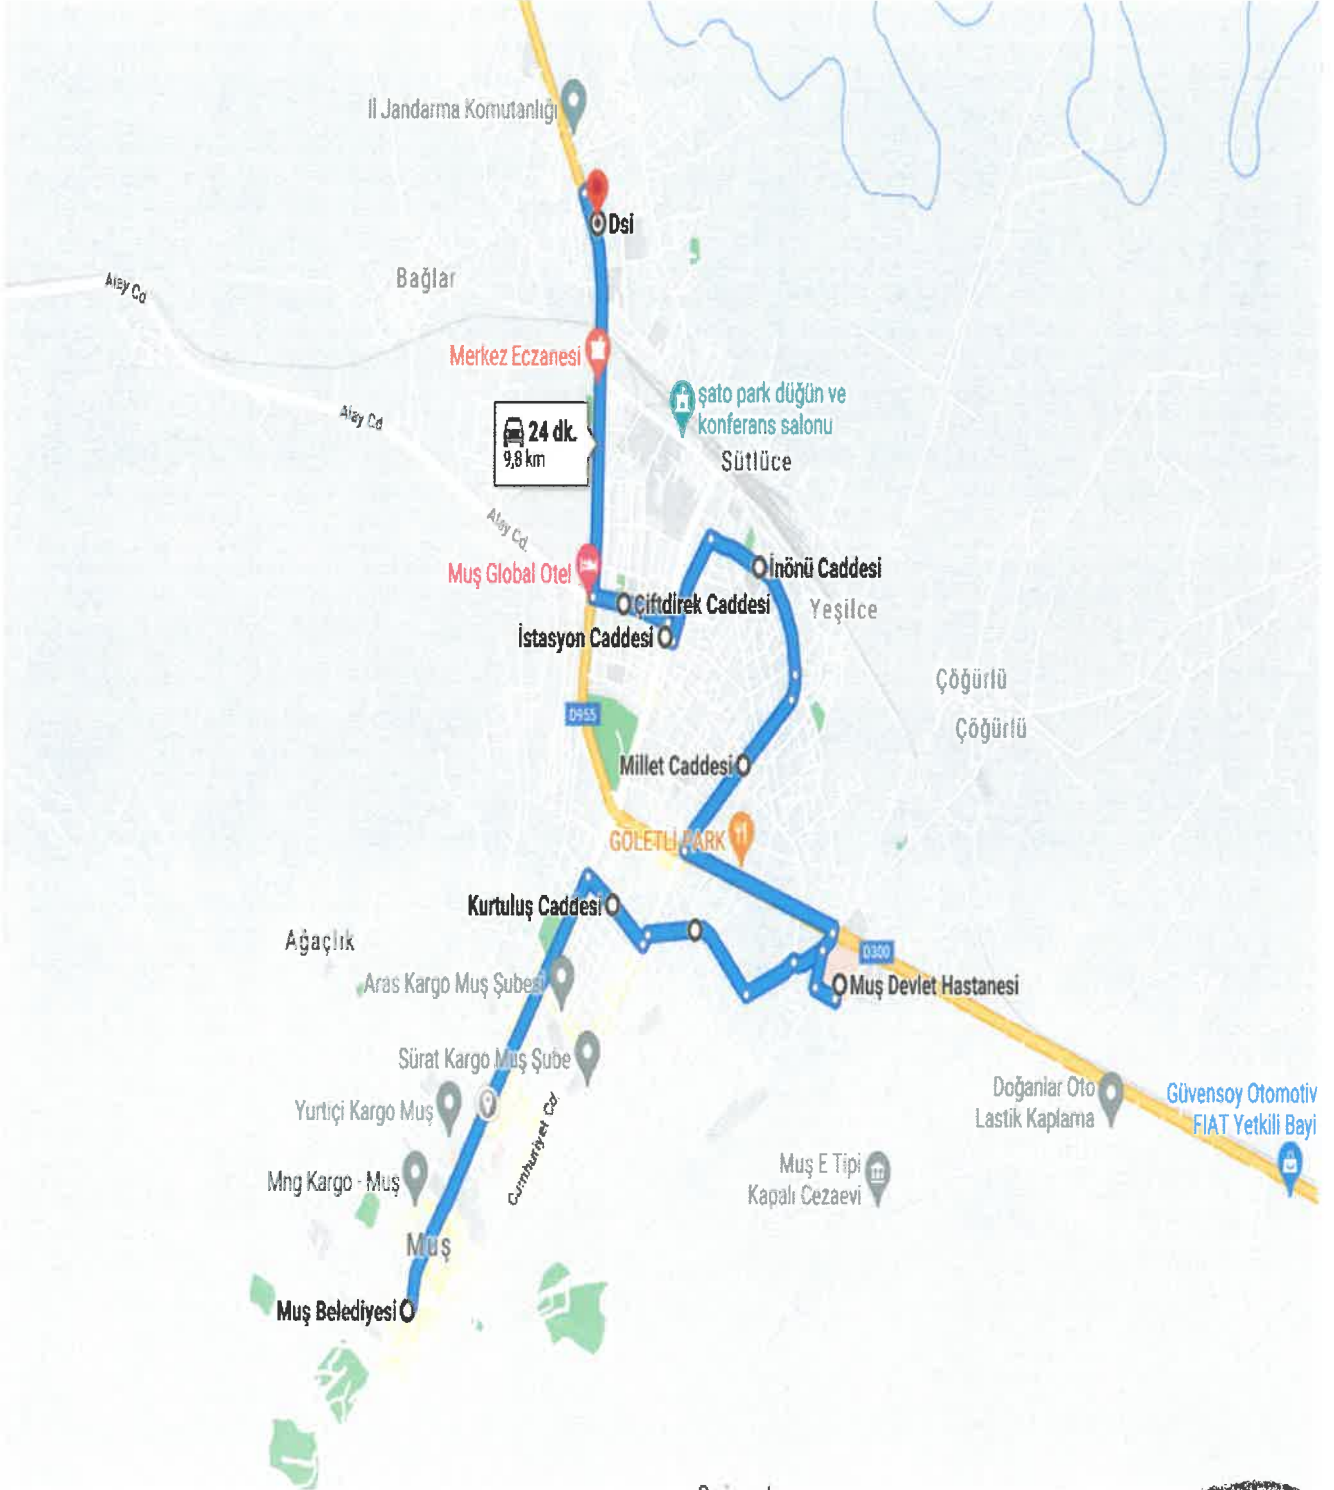 İl Jandarma Komutanlığı
Dsi
Bağlar
Alay Cd
Merkez Eczanesi
şato park düğün ve
konferans salonu
Alay Cd
24 dk.
9,8 km
Sütlüce
Alay Cd.
Muş Global Otel
İnönü Caddesi
Çiftdirek Caddesi
Yeşilce
İstasyon Caddesi
Çöğürlü
D955
Çöğürlü
Millet Caddesi
GÖLETLİ PARK
Kurtuluş Caddesi
Ağaçlık
D300
Aras Kargo Muş Şubesi
Muş Devlet Hastanesi
Sürat Kargo Muş Şube
Doğanlar Oto
Lastik Kaplama
Güvensoy Otomotiv
FIAT Yetkili Bayi
Yurtiçi Kargo Muş
Cumhuriyet Cd.
Mng Kargo - Muş
Muş E Tipi
Kapalı Cezaevi
Muş
Muş Belediyesi